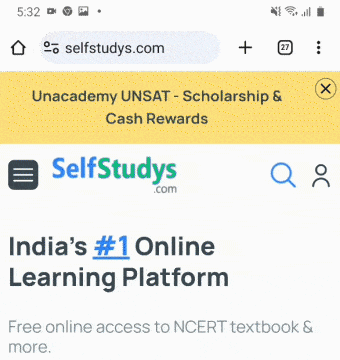 5:32
selfstudys.com
27
Unacademy UNSAT - Scholarship &
Cash Rewards
SelfStudys
.com
India's #1 Online
Learning Platform
Free online access to NCERT textbook &
more.